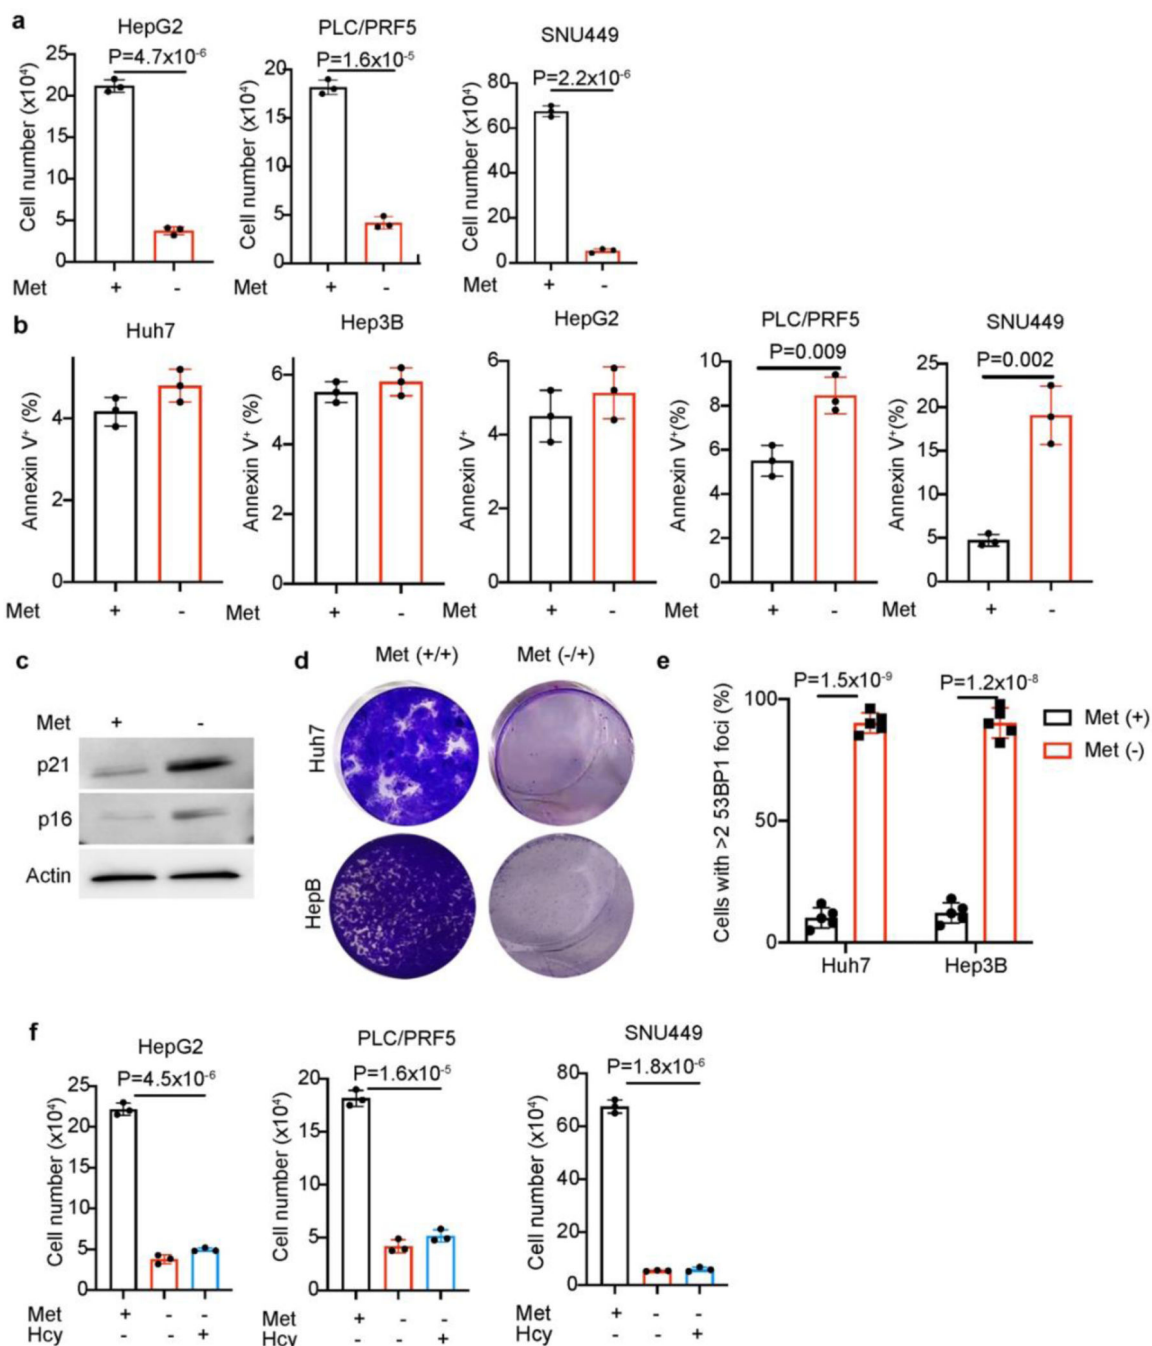 a
HepG2
PLC/PRF5
SNU449
P=4.7x10⁻⁶
P=1.6x10⁻⁵
P=2.2x10⁻⁶
Cell number (x10⁴)
25
20
15
10
5
0
Cell number (x10⁴)
20
15
10
5
0
Cell number (x10⁴)
80
60
40
20
0
Met + -
Met + -
Met + -
b
Huh7
Hep3B
HepG2
PLC/PRF5
SNU449
P=0.009
P=0.002
Annexin V⁺ (%)
4
2
0
Annexin V⁺ (%)
6
4
2
0
Annexin V⁺
6
4
2
0
Annexin V⁺(%)
10
8
6
4
2
0
Annexin V⁺(%)
25
20
15
10
5
0
Met + -
Met + -
Met + -
Met + -
Met + -
c
Met + -
p21
p16
Actin
d
Met (+/+)
Met (-/+)
Huh7
HepB
e
P=1.5x10⁻⁹
P=1.2x10⁻⁸
Cells with >2 53BP1 foci (%)
100
50
0
Huh7
Hep3B
Met (+)
Met (-)
f
HepG2
PLC/PRF5
SNU449
P=4.5x10⁻⁶
P=1.6x10⁻⁵
P=1.8x10⁻⁶
Cell number (x10⁴)
25
20
15
10
5
0
Cell number (x10⁴)
20
15
10
5
0
Cell number (x10⁴)
80
60
40
20
0
Met + - -
Hcy - - +
Met + - -
Hcy - - +
Met + - -
Hcy - - +